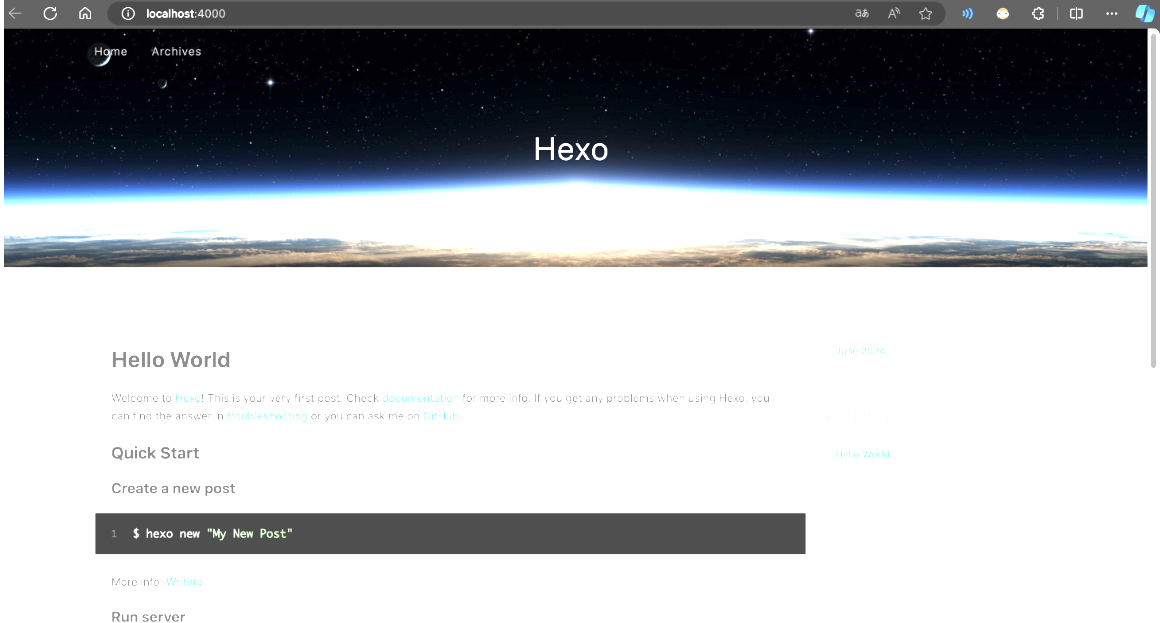 localhost:4000
Home Archives
Hexo
Hello World
Welcome to Hexo! This is your very first post. Check documentation for more info. If you get any problems when using Hexo, you
can find the answer in troubleshooting or you can ask me on GitHub.
Quick Start
Create a new post
1 $ hexo new "My New Post"
More info: Writing
Run server
June 2024
Hello World